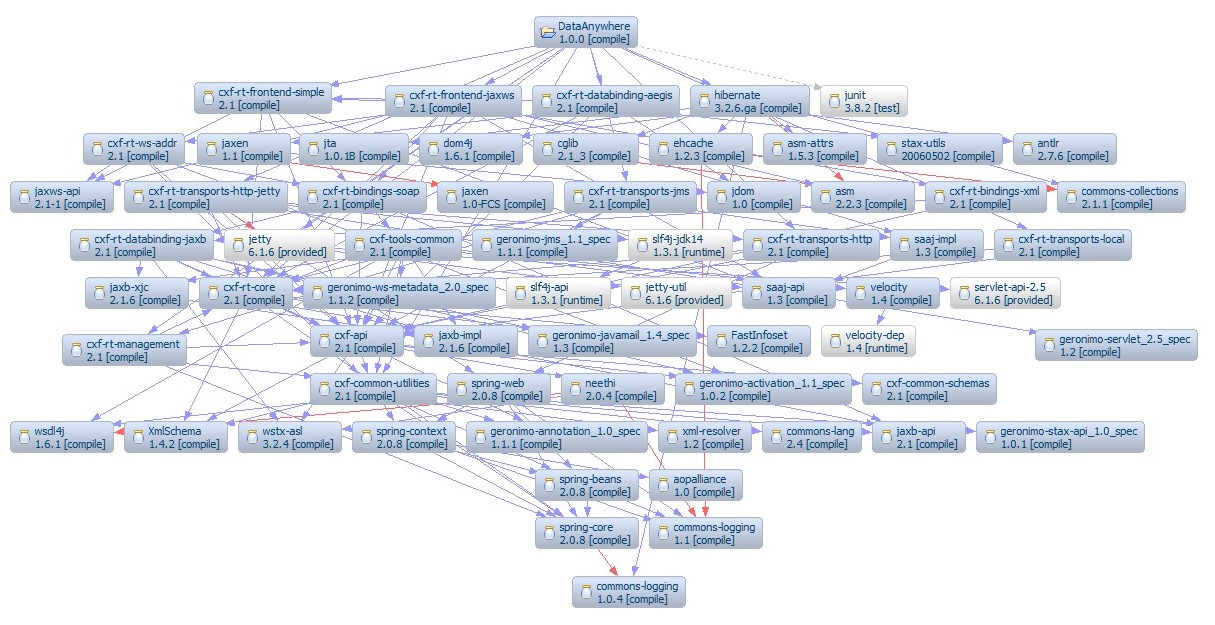 DataAnywhere
1.0.0 [compile]
cxf-rt-frontend-simple
2.1 [compile]
cxf-rt-frontend-jaxws
2.1 [compile]
cxf-rt-databinding-aegis
2.1 [compile]
hibernate
3.2.6.ga [compile]
junit
3.8.2 [test]
cxf-rt-ws-addr
2.1 [compile]
jaxen
1.1 [compile]
jta
1.0.1B [compile]
dom4j
1.6.1 [compile]
cglib
2.1_3 [compile]
ehcache
1.2.3 [compile]
asm-attrs
1.5.3 [compile]
stax-utils
20060502 [compile]
antlr
2.7.6 [compile]
jaxws-api
2.1-1 [compile]
cxf-rt-transports-http-jetty
2.1 [compile]
cxf-rt-bindings-soap
2.1 [compile]
jaxen
1.0-FCS [compile]
cxf-rt-transports-jms
2.1 [compile]
jdom
1.0 [compile]
asm
2.2.3 [compile]
cxf-rt-bindings-xml
2.1 [compile]
commons-collections
2.1.1 [compile]
cxf-rt-databinding-jaxb
2.1 [compile]
jetty
6.1.6 [provided]
cxf-tools-common
2.1 [compile]
geronimo-jms_1.1_spec
1.1.1 [compile]
slf4j-jdk14
1.3.1 [runtime]
cxf-rt-transports-http
2.1 [compile]
saaj-impl
1.3 [compile]
cxf-rt-transports-local
2.1 [compile]
jaxb-xjc
2.1.6 [compile]
cxf-rt-core
2.1 [compile]
geronimo-ws-metadata_2.0_spec
1.1.2 [compile]
slf4j-api
1.3.1 [runtime]
jetty-util
6.1.6 [provided]
saaj-api
1.3 [compile]
velocity
1.4 [compile]
servlet-api-2.5
6.1.6 [provided]
cxf-rt-management
2.1 [compile]
cxf-api
2.1 [compile]
jaxb-impl
2.1.6 [compile]
geronimo-javamail_1.4_spec
1.3 [compile]
FastInfoset
1.2.2 [compile]
velocity-dep
1.4 [runtime]
geronimo-servlet_2.5_spec
1.2 [compile]
cxf-common-utilities
2.1 [compile]
spring-web
2.0.8 [compile]
neethi
2.0.4 [compile]
geronimo-activation_1.1_spec
1.0.2 [compile]
cxf-common-schemas
2.1 [compile]
wsdl4j
1.6.1 [compile]
XmlSchema
1.4.2 [compile]
wstx-asl
3.2.4 [compile]
spring-context
2.0.8 [compile]
geronimo-annotation_1.0_spec
1.1.1 [compile]
xml-resolver
1.2 [compile]
commons-lang
2.4 [compile]
jaxb-api
2.1 [compile]
geronimo-stax-api_1.0_spec
1.0.1 [compile]
spring-beans
2.0.8 [compile]
aopalliance
1.0 [compile]
spring-core
2.0.8 [compile]
commons-logging
1.1 [compile]
commons-logging
1.0.4 [compile]